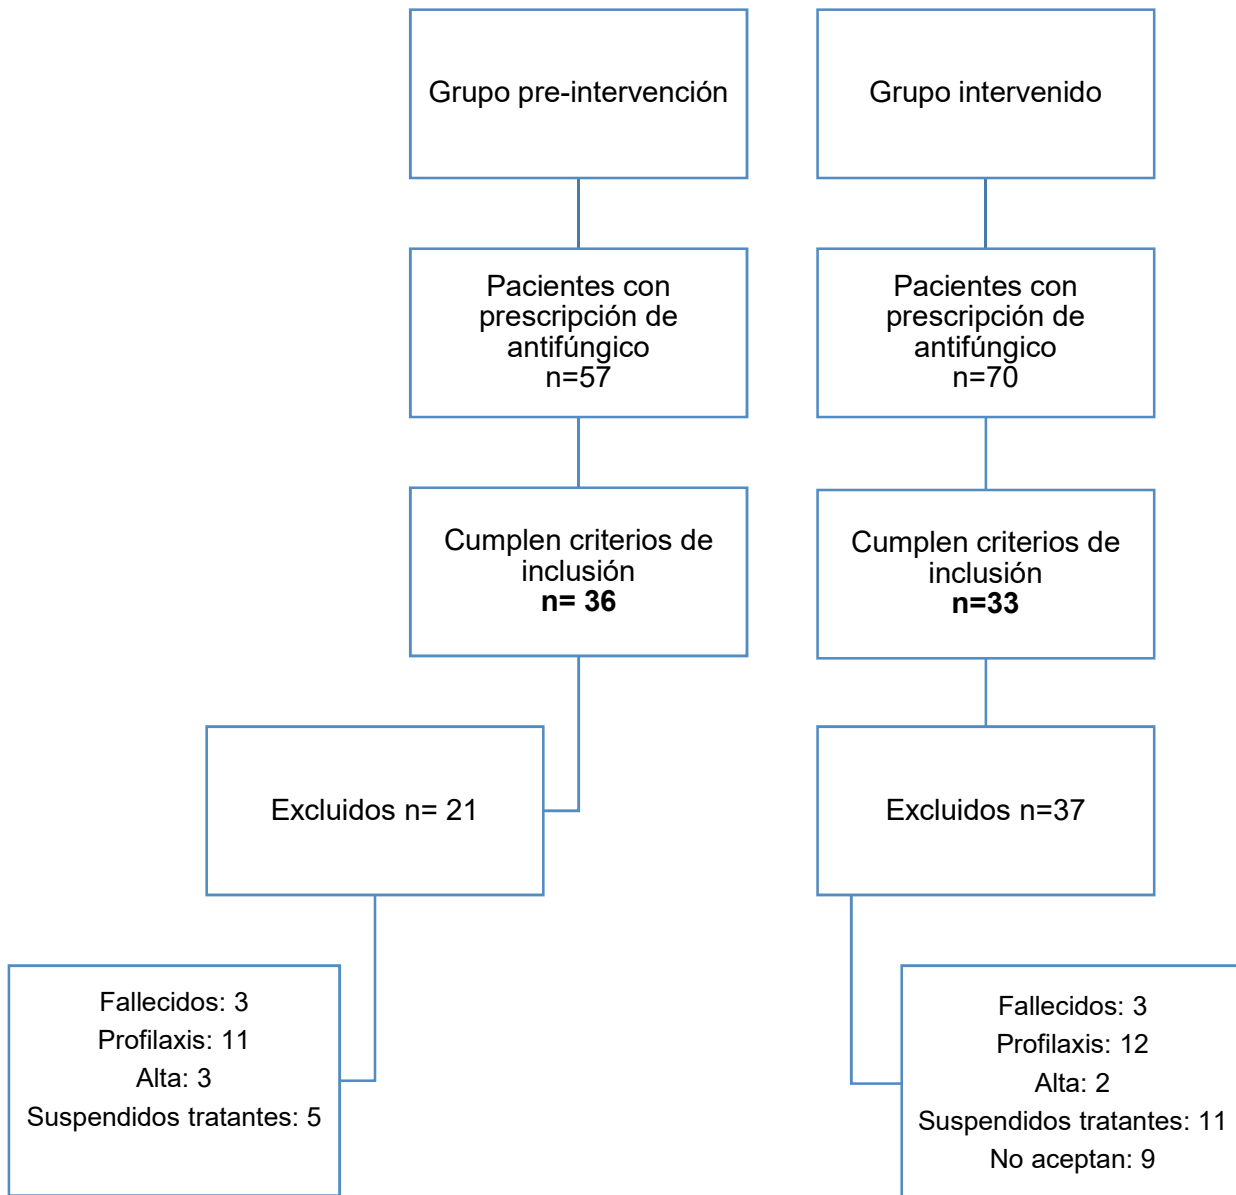 Grupo pre-intervención
Grupo intervenido
Pacientes con
prescripción de
antifúngico
n=57
Pacientes con
prescripción de
antifúngico
n=70
Cumplen criterios de
inclusión
n= 36
Cumplen criterios de
inclusión
n=33
Excluidos n= 21
Excluidos n=37
Fallecidos: 3
Profilaxis: 11
Alta: 3
Suspendidos tratantes: 5
Fallecidos: 3
Profilaxis: 12
Alta: 2
Suspendidos tratantes: 11
No aceptan: 9